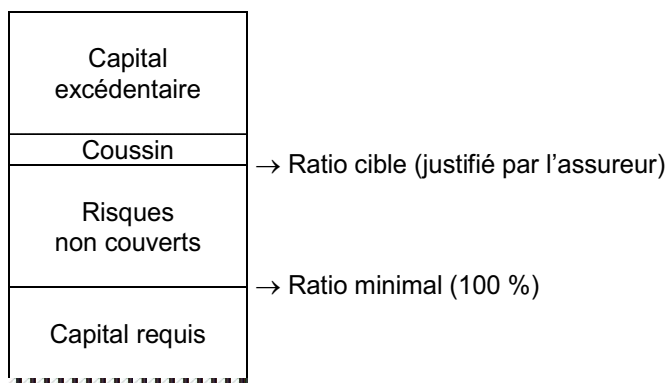 Capital
excédentaire
Coussin
→ Ratio cible (justifié par l’assureur)
Risques
non couverts
→ Ratio minimal (100 %)
Capital requis